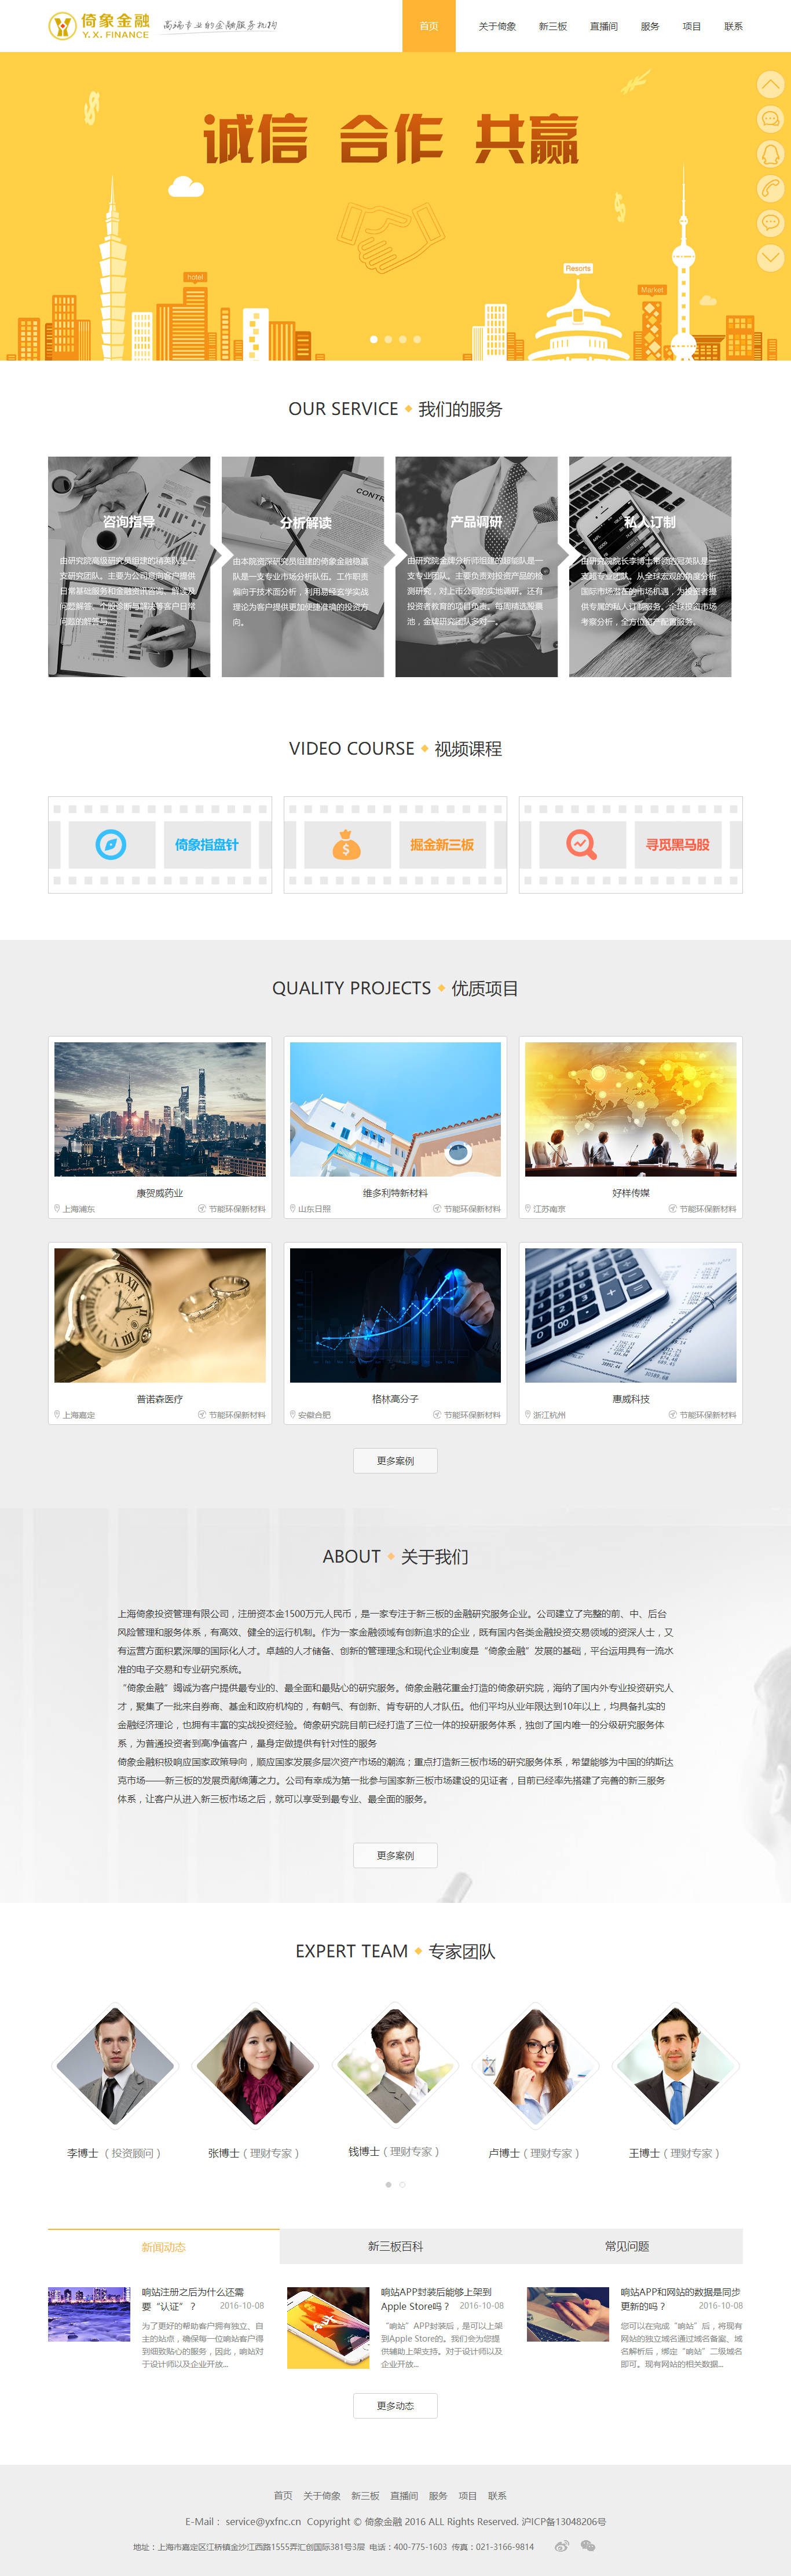 倚象金融
Y. X. FINANCE
高端专业的金融服务机构
首页
关于倚象
新三板
直播间
服务
项目
联系
诚信 合作 共赢
hotel
Resorts
Market
OUR SERVICE 我们的服务
咨询指导
由研究院高级研究员组建的精英队是一
支研究团队。主要为公司意向客户提供
日常基础服务和金融资讯咨询、解读及
问题解答。个股诊断与解决等客户日常
问题的解答与
分析解读
由本院资深研究员组建的倚象金融稳赢
队是一支专业市场分析队伍。工作职责
偏向于技术面分析，利用易经玄学实战
理论为客户提供更加便捷准确的投资方
向。
产品调研
由研究院金牌分析师组建的超输队是一
支专业团队。主要负责对投资产品的检
测研究，对上市公司的实地调研。还有
投资者教育的项目负责。每周精选股票
池，金牌研究团队多对一。
私人订制
由研究院院长李博士带领的冠英队是一
支超专业团队。从全球宏观的角度分析
国际市场潜在的市场机遇，为投资者提
供专属的私人订制服务。全球投资市场
考察分析，全方位资产配置服务。
VIDEO COURSE 视频课程
倚象指盘针
掘金新三板
寻觅黑马股
QUALITY PROJECTS 优质项目
康贺威药业
上海浦东
节能环保新材料
维多利特新材料
山东日照
节能环保新材料
好样传媒
江苏南京
节能环保新材料
普诺森医疗
上海嘉定
节能环保新材料
格林高分子
安徽合肥
节能环保新材料
惠威科技
浙江杭州
节能环保新材料
更多案例
ABOUT 关于我们
上海倚象投资管理有限公司，注册资本金1500万元人民币，是一家专注于新三板的金融研究服务企业。公司建立了完整的前、中、后台
风险管理和服务体系，有高效、健全的运行机制。作为一家金融领域有创新追求的企业，既有国内各类金融投资交易领域的资深人士，又
有运营方面积累深厚的国际化人才。卓越的人才储备、创新的管理理念和现代企业制度是“倚象金融”发展的基础，平台运用具有一流水
准的电子交易和专业研究系统。
“倚象金融”竭诚为客户提供最专业的、最全面和最贴心的研究服务。倚象金融花重金打造的倚象研究院，海纳了国内外专业投资研究人
才，聚集了一批来自券商、基金和政府机构的，有朝气、有创新、肯专研的人才队伍。他们平均从业年限达到10年以上，均具备扎实的
金融经济理论，也拥有丰富的实战投资经验。倚象研究院目前已经打造了三位一体的投研服务体系，独创了国内唯一的分级研究服务体
系，为普通投资者到高净值客户，量身定做提供有针对性的服务
倚象金融积极响应国家政策导向，顺应国家发展多层次资产市场的潮流；重点打造新三板市场的研究服务体系，希望能够为中国的纳斯达
克市场——新三板的发展贡献绵薄之力。公司有幸成为第一批参与国家新三板市场建设的见证者，目前已经率先搭建了完善的新三服务
体系，让客户从进入新三板市场之后，就可以享受到最专业、最全面的服务。
更多案例
EXPERT TEAM 专家团队
李博士（投资顾问）
张博士（理财专家）
钱博士（理财专家）
卢博士（理财专家）
王博士（理财专家）
新闻动态
新三板百科
常见问题
响站注册之后为什么还需
要“认证”？ 2016-10-08
为了更好的帮助客户拥有独立、自
主的站点，确保每一位响站客户得
到细致贴心的服务，因此，响站对
于设计师以及企业开放...
响站APP封装后能够上架到
Apple Store吗？ 2016-10-08
“响站”APP封装后，是可以上架
到Apple Store的。我们会为您提
供辅助上架支持。对于设计师以及
企业开放...
响站APP和网站的数据是同步
更新的吗？ 2016-10-08
您可以在完成“响站”后，将现有
网站的独立域名通过域名备案、域
名解析后，绑定“响站”二级域名
即可。现有网站的相关数据...
更多动态
首页 关于倚象 新三板 直播间 服务 项目 联系
E-Mail： service@yxfnc.cn Copyright © 倚象金融 2016 ALL Rights Reserved. 沪ICP备13048206号
地址：上海市嘉定区江桥镇金沙江西路1555弄汇创国际381号3层 电话：400-775-1603 传真：021-3166-9814